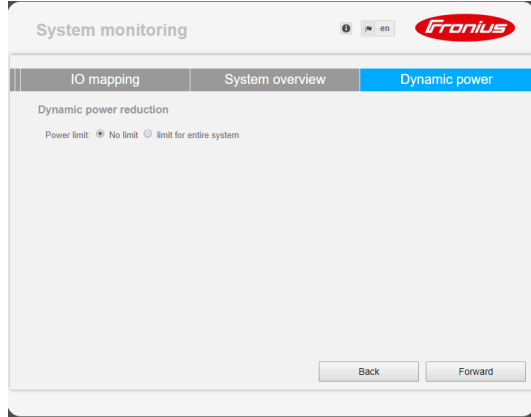 System monitoring
en
Fronius
IO mapping
System overview
Dynamic power
Dynamic power reduction
Power limit: No limit limit for entire system
Back
Forward